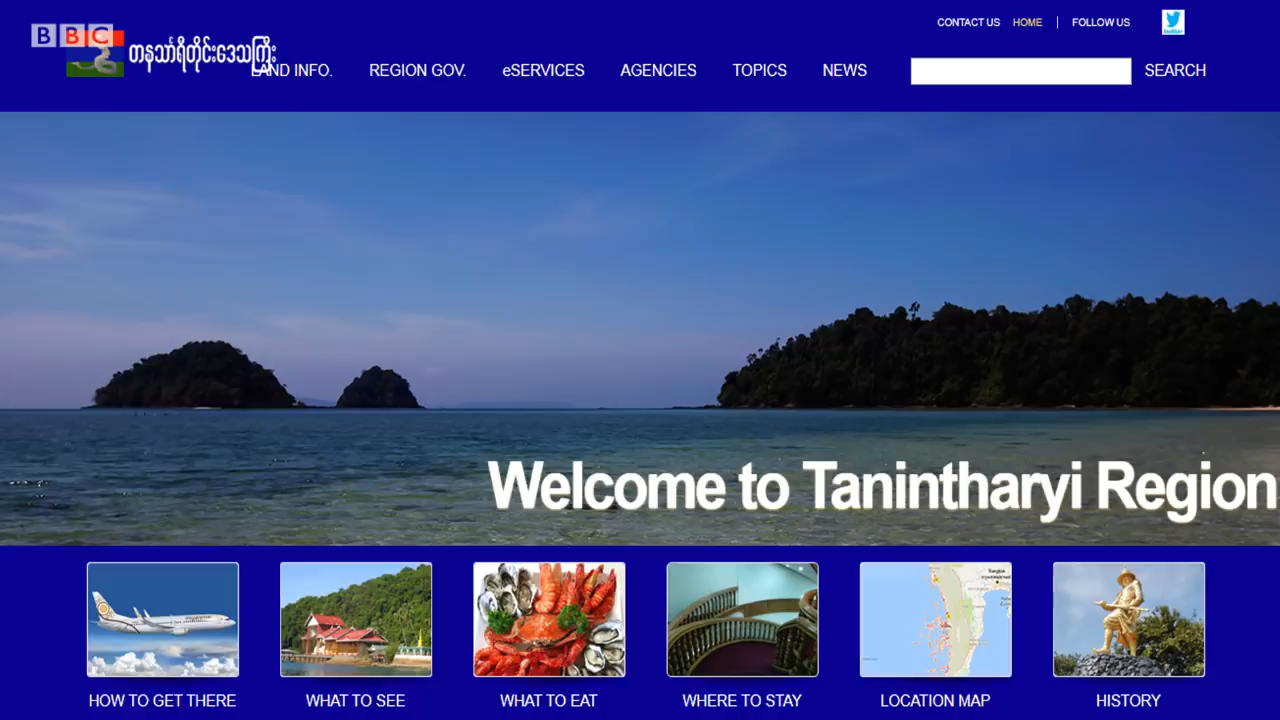 CONTACT US HOME FOLLOW US
BBC
တနင်္သာရီတိုင်းဒေသကြီး
LAND INFO. REGION GOV. eSERVICES AGENCIES TOPICS NEWS SEARCH
Welcome to Tanintharyi Region
HOW TO GET THERE WHAT TO SEE WHAT TO EAT WHERE TO STAY LOCATION MAP HISTORY